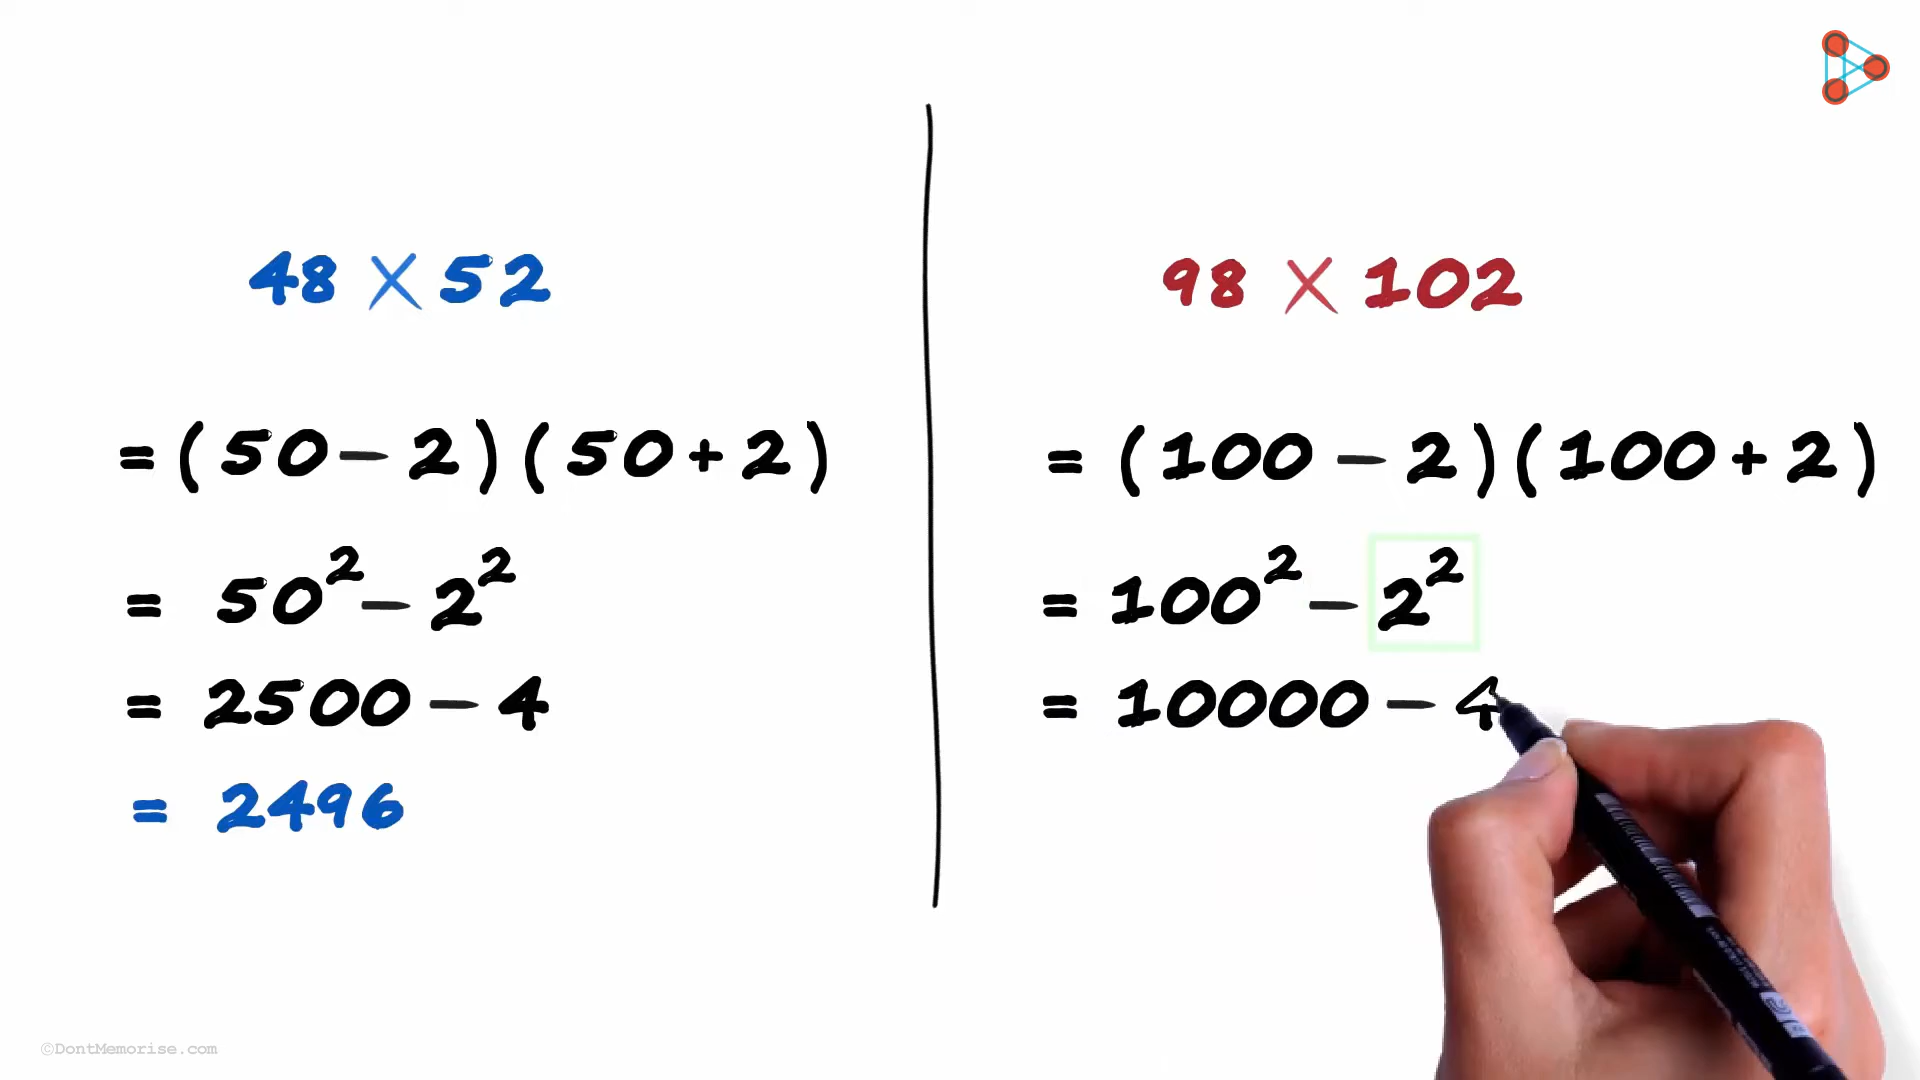 48 × 52
= (50 − 2) (50 + 2)
= 50² − 2²
= 2500 − 4
= 2496
98 × 102
= (100 − 2) (100 + 2)
= 100² − 2²
= 10000 − 4
©DontMemorise.com